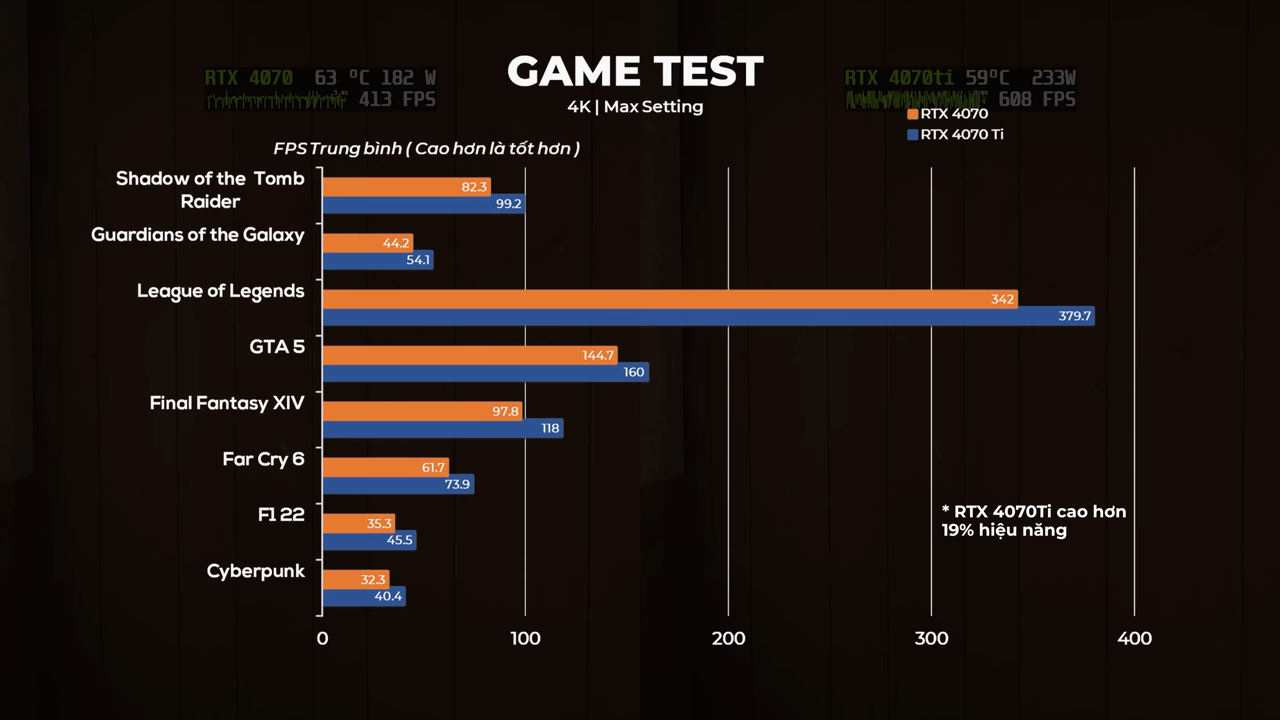 GAME TEST
4K | Max Setting
RTX 4070 63 ºC 182 W
413 FPS
RTX 4070ti 59ºC 233W
608 FPS
RTX 4070
RTX 4070 Ti
FPS Trung bình ( Cao hơn là tốt hơn )
Shadow of the Tomb
Raider
82.3
99.2
Guardians of the Galaxy
44.2
54.1
League of Legends
342
379.7
GTA 5
144.7
160
Final Fantasy XIV
97.8
118
Far Cry 6
61.7
73.9
F1 22
35.3
45.5
Cyberpunk
32.3
40.4
* RTX 4070Ti cao hơn
19% hiệu năng
0 100 200 300 400